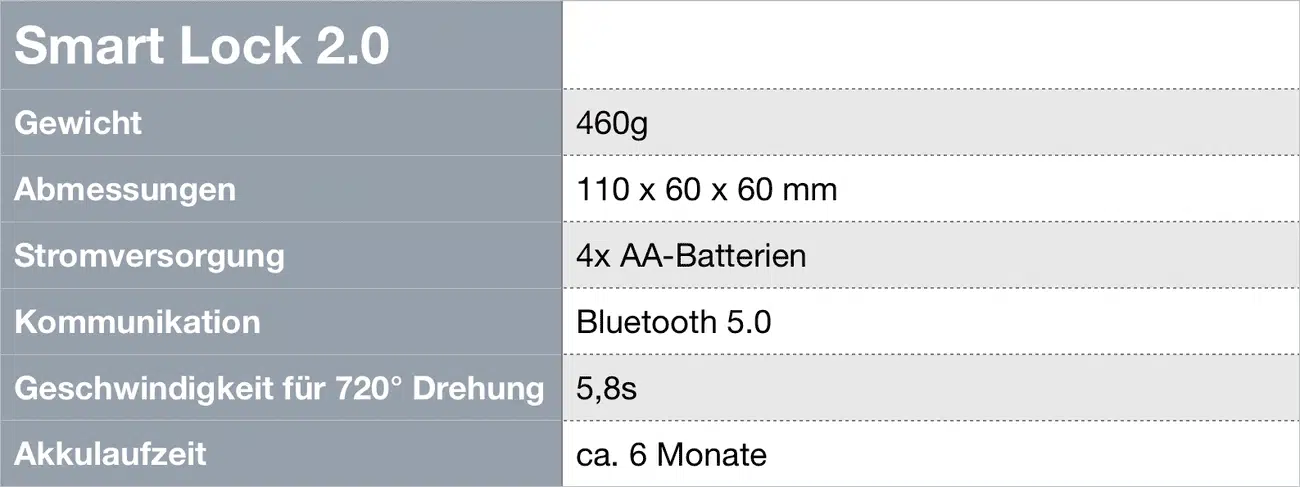 Smart Lock 2.0
Gewicht 460g
Abmessungen 110 x 60 x 60 mm
Stromversorgung 4x AA-Batterien
Kommunikation Bluetooth 5.0
Geschwindigkeit für 720° Drehung 5,8s
Akkulaufzeit ca. 6 Monate